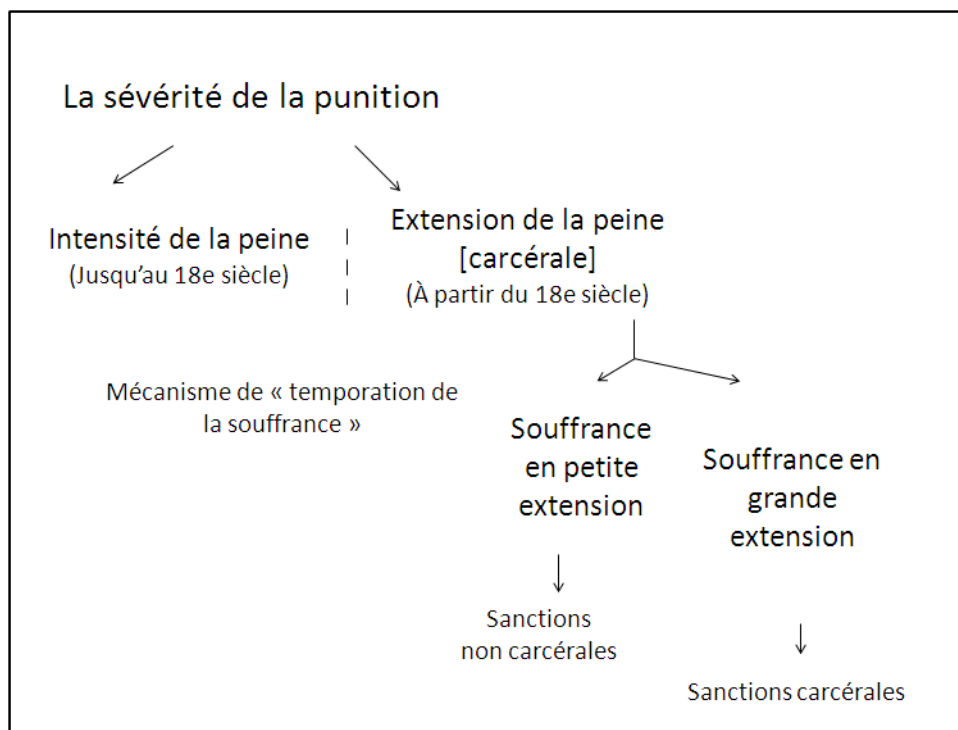 La sévérité de la punition
Intensité de la peine
(Jusqu'au 18e siècle)
Extension de la peine
[carcérale]
(À partir du 18e siècle)
Mécanisme de « temporation de
la souffrance »
Souffrance
en petite
extension
Souffrance en
grande
extension
Sanctions
non carcérales
Sanctions carcérales